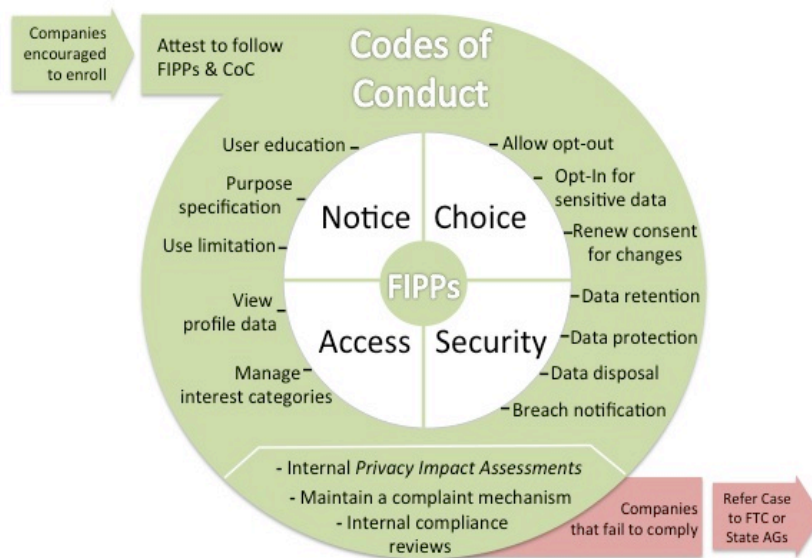 Companies
encouraged
to enroll
Attest to follow
FIPPs & CoC
Codes of
Conduct
User education
Purpose
specification
Use limitation
View
profile data
Manage
interest categories
Notice
Choice
FIPPs
Access
Security
Allow opt-out
Opt-In for
sensitive data
Renew consent
for changes
Data retention
Data protection
Data disposal
Breach notification
- Internal Privacy Impact Assessments
- Maintain a complaint mechanism
- Internal compliance
reviews
Companies
that fail to comply
Refer Case
to FTC or
State AGs